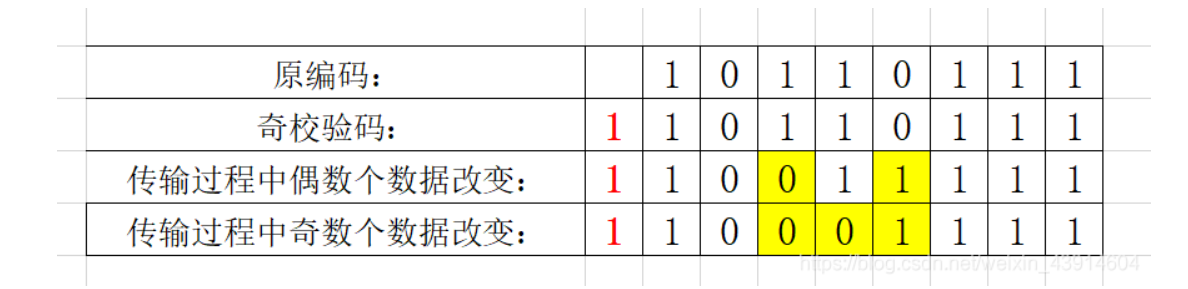 原编码： 1 0 1 1 0 1 1 1
奇校验码： 1 1 0 1 1 0 1 1 1
传输过程中偶数个数据改变： 1 1 0 0 1 1 1 1 1
传输过程中奇数个数据改变： 1 1 0 0 0 1 1 1 1
https://blog.csdn.net/weixin_43914604